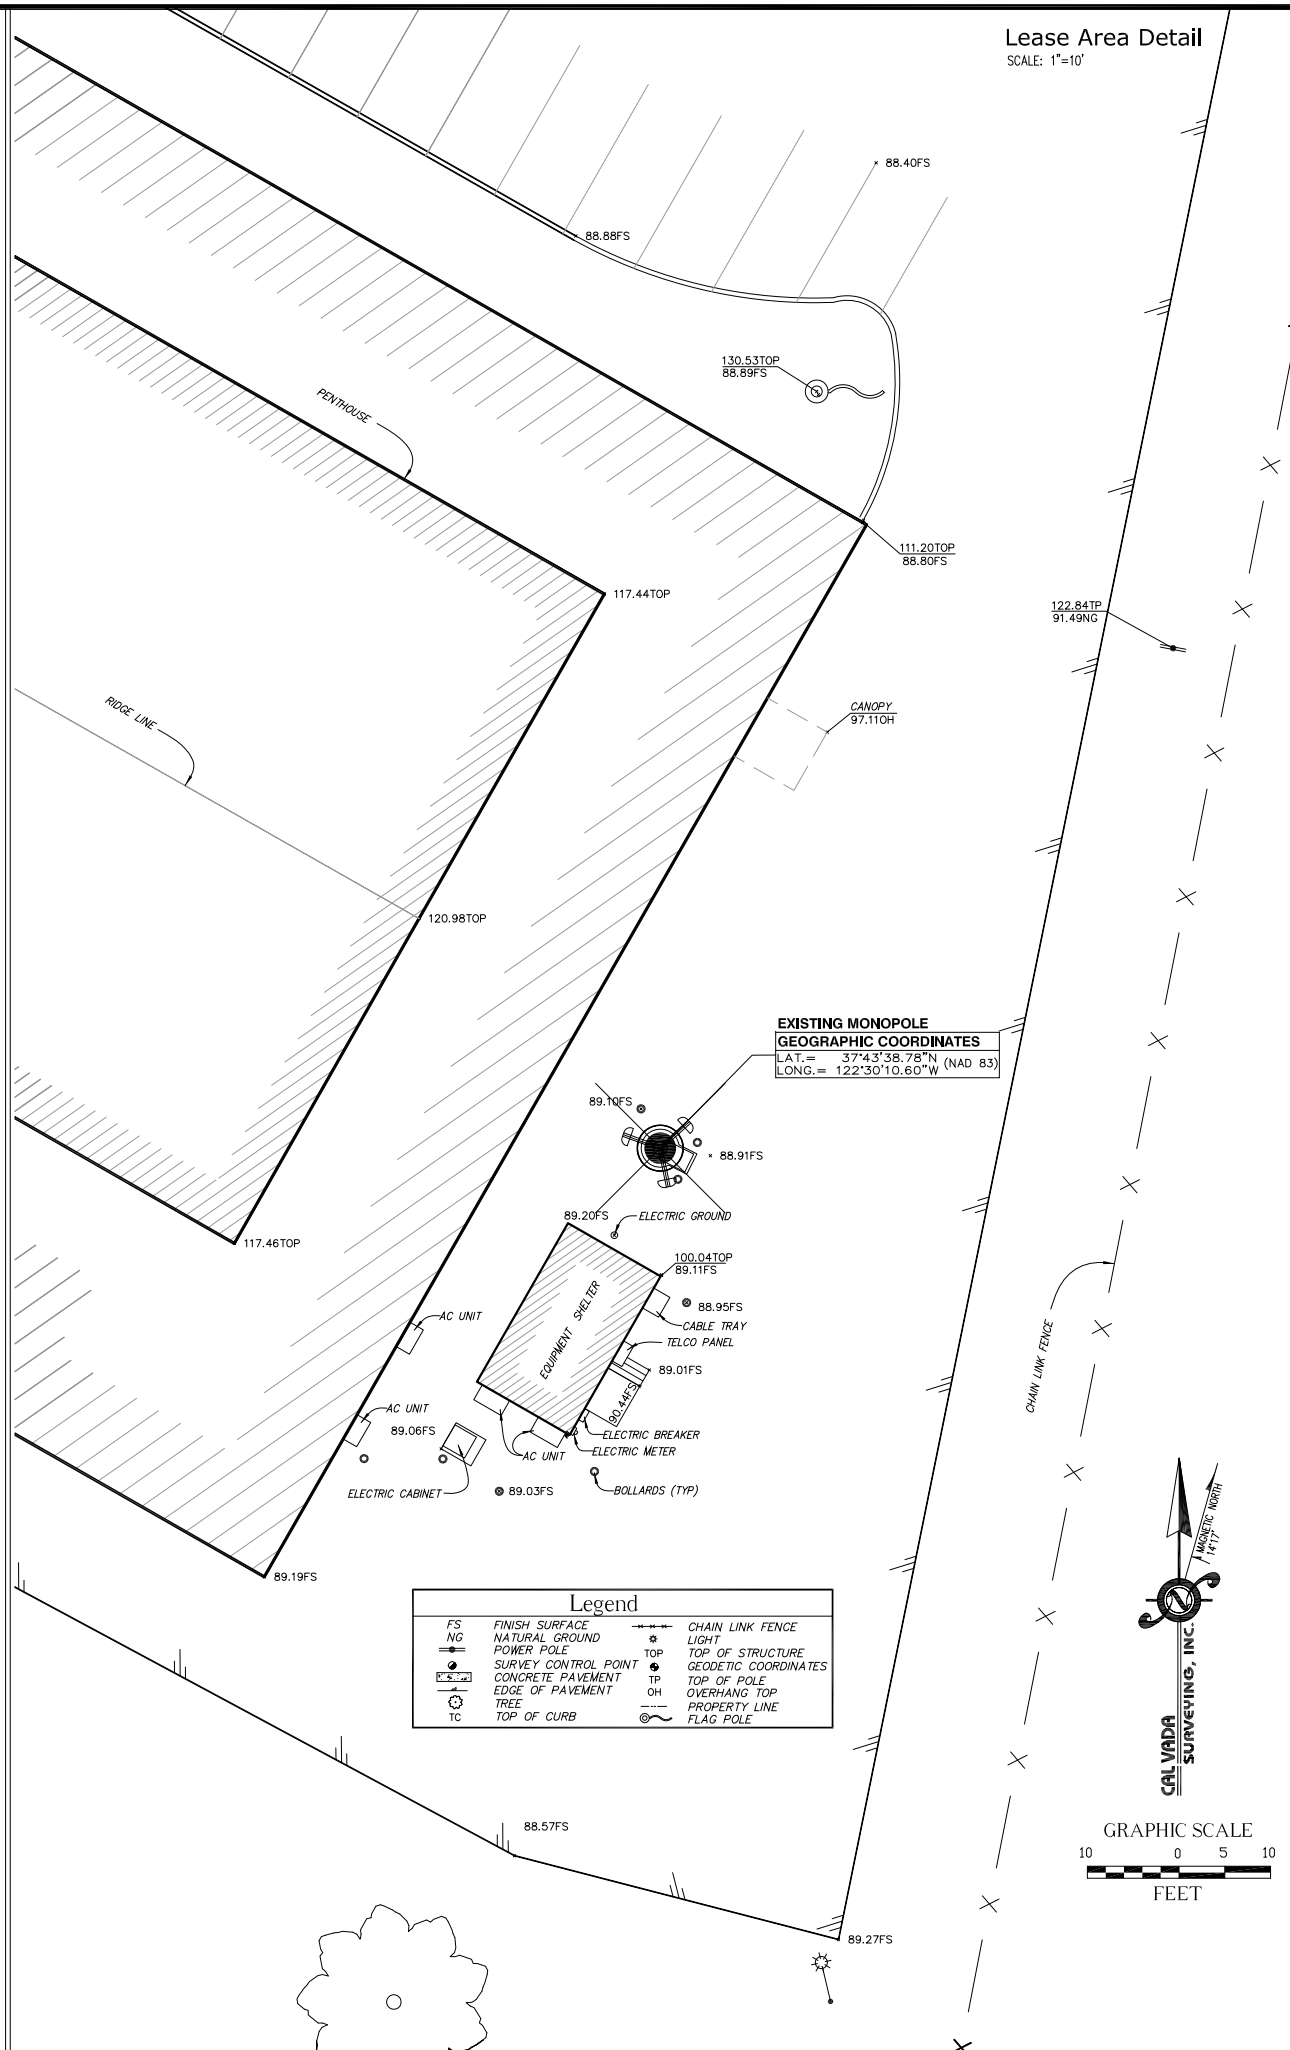 Lease Area Detail
SCALE: 1"=10'
88.40FS
88.88FS
130.53TOP
88.89FS
PENTHOUSE
111.20TOP
88.80FS
117.44TOP
122.84TP
91.49NG
RIDGE LINE
CANOPY
97.11OH
120.98TOP
EXISTING MONOPOLE
GEOGRAPHIC COORDINATES
LAT.= 37°43'38.78"N (NAD 83)
LONG.= 122°30'10.60"W
89.10FS
88.91FS
89.20FS
ELECTRIC GROUND
117.46TOP
100.04TOP
89.11FS
EQUIPMENT SHELTER
88.95FS
AC UNIT
CABLE TRAY
TELCO PANEL
CHAIN LINK FENCE
89.01FS
90.44FS
AC UNIT
89.06FS
ELECTRIC BREAKER
ELECTRIC METER
AC UNIT
ELECTRIC CABINET
89.03FS
BOLLARDS (TYP)
MAGNETIC NORTH
14°17'
89.19FS
Legend
FS FINISH SURFACE CHAIN LINK FENCE
NG NATURAL GROUND LIGHT
POWER POLE TOP TOP OF STRUCTURE
SURVEY CONTROL POINT GEODETIC COORDINATES
CONCRETE PAVEMENT TP TOP OF POLE
EDGE OF PAVEMENT OH OVERHANG TOP
TREE PROPERTY LINE
TC TOP OF CURB FLAG POLE
CALVADA
SURVEYING, INC.
88.57FS
GRAPHIC SCALE
10 0 5 10
FEET
89.27FS